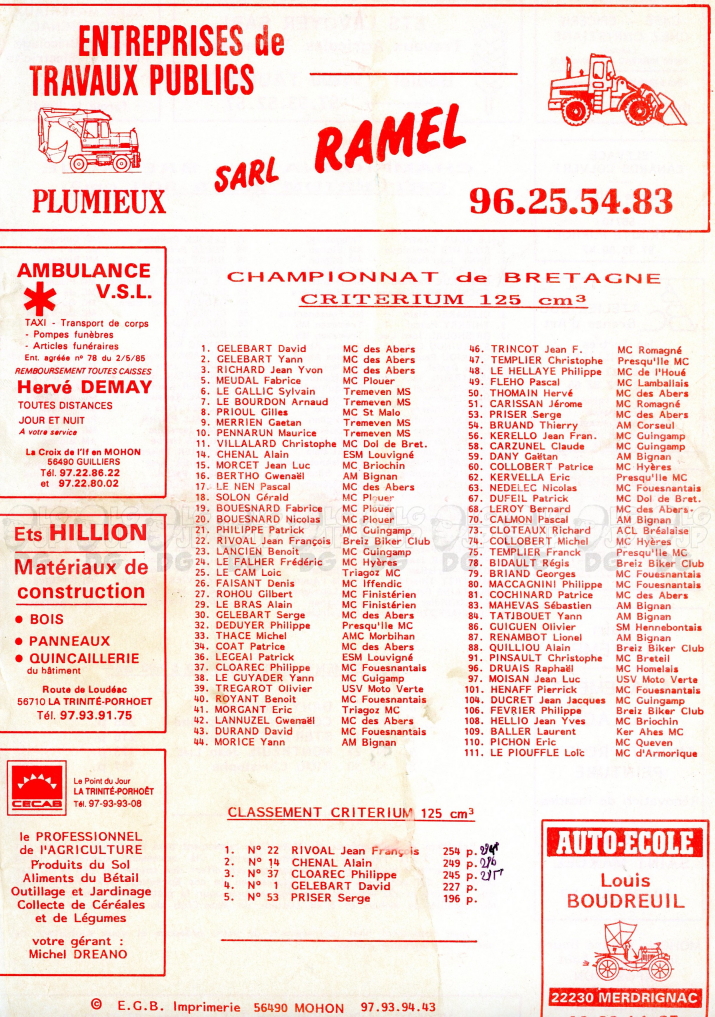 ENTREPRISES de
TRAVAUX PUBLICS
SARL RAMEL
PLUMIEUX
96.25.54.83
AMBULANCE
V.S.L.
TAXI - Transport de corps
- Pompes funèbres
- Articles funéraires
Ent. agréée n° 78 du 2/5/85
REMBOURSEMENT TOUTES CAISSES
Hervé DEMAY
TOUTES DISTANCES
JOUR ET NUIT
A votre service
La Croix de l'If en MOHON
56490 GUILLIERS
Tél. 97.22.86.22
et 97.22.80.02
Ets HILLION
Matériaux de
construction
● BOIS
● PANNEAUX
● QUINCAILLERIE
du bâtiment
Route de Loudéac
56710 LA TRINITÉ-PORHOET
Tél. 97.93.91.75
CECAB
Le Point du Jour
LA TRINITÉ-PORHOËT
Tél. 97-93-93-08
le PROFESSIONNEL
de l'AGRICULTURE
Produits du Sol
Aliments du Bétail
Outillage et Jardinage
Collecte de Céréales
et de Légumes
votre gérant :
Michel DREANO
CHAMPIONNAT de BRETAGNE
CRITERIUM 125 cm³
1. GELEBART David MC des Abers
2. GELEBART Yann MC des Abers
3. RICHARD Jean Yvon MC des Abers
5. MEUDAL Fabrice MC Plouer
6. LE GALLIC Sylvain Tremeven MS
7. LE BOURDON Arnaud Tremeven MS
8. PRIOUL Gilles MC St Malo
9. MERRIEN Gaetan Tremeven MS
10. PENNARUN Maurice Tremeven MS
11. VILLALARD Christophe MC Dol de Bret.
14. CHENAL Alain ESM Louvigné
15. MORCET Jean Luc MC Briochin
16. BERTHO Gwenaël AM Bignan
17. LE NEN Pascal MC des Abers
18. SOLON Gérald MC Plouer
19. BOUESNARD Fabrice MC Plouer
20. BOUESNARD Nicolas MC Plouer
21. PHILIPPE Patrick MC Guingamp
22. RIVOAL Jean François Breiz Biker Club
23. LANCIEN Benoit MC Guingamp
24. LE FALHER Frédéric MC Hyères
25. LE CAM Loic Triagoz MC
26. FAISANT Denis MC Iffendic
27. ROHOU Gilbert MC Finistérien
29. LE BRAS Alain MC Finistérien
30. GELEBART Serge MC des Abers
32. DEDUYER Philippe Presqu'Ile MC
33. THACE Michel AMC Morbihan
34. COAT Patrice MC des Abers
36. LEGEAI Patrick ESM Louvigné
37. CLOAREC Philippe MC Fouesnantais
38. LE GUYADER Yann MC Guigamp
39. TREGAROT Olivier USV Moto Verte
40. ROYANT Benoit MC Fouesnantais
41. MORGANT Eric Triagoz MC
42. LANNUZEL Gwenaël MC des Abers
43. DURAND David MC Fouesnantais
44. MORICE Yann AM Bignan
46. TRINCOT Jean F. MC Romagné
47. TEMPLIER Christophe Presqu'Ile MC
48. LE HELLAYE Philippe MC de l'Houé
49. FLEHO Pascal MC Lamballais
50. THOMAIN Hervé MC des Abers
51. CARISSAN Jérome MC Romagné
53. PRISER Serge MC des Abers
54. BRUAND Thierry AM Corseul
56. KERELLO Jean Fran. MC Guingamp
58. CARZUNEL Claude MC Guingamp
59. DANY Gaëtan AM Bignan
60. COLLOBERT Patrice MC Hyères
62. KERVELLA Eric Presqu'Ile MC
63. NEDELEC Nicolas MC Fouesnantais
67. DUFEIL Patrick MC Dol de Bret.
68. LEROY Bernard MC des Abers
70. CALMON Pascal AM Bignan
73. CLOTEAUX Richard ACL Bréalaise
74. COLLOBERT Michel MC Hyères
75. TEMPLIER Franck Presqu'Ile MC
78. BIDAULT Régis Breiz Biker Club
79. BRIAND Georges MC Fouesnantais
80. MACCAGNINI Philippe MC Fouesnantais
81. COCHINARD Patrice MC des Abers
83. MAHEVAS Sébastien AM Bignan
84. TATJBOUET Yann AM Bignan
86. GUIGUEN Olivier SM Hennebontais
87. RENAMBOT Lionel AM Bignan
88. QUILLIOU Alain Breiz Biker Club
91. PINSAULT Christophe MC Breteil
96. DRUAIS Raphaël MC Homelais
97. MOISAN Jean Luc USV Moto Verte
101. HENAFF Pierrick MC Fouesnantais
104. DUCRET Jean Jacques MC Guingamp
106. FEVRIER Philippe Breiz Biker Club
108. HELLIO Jean Yves MC Briochin
109. BALLER Laurent Ker Ahes MC
110. PICHON Eric MC Queven
111. LE PIOUFFLE Loïc MC d'Armorique
CLASSEMENT CRITERIUM 125 cm³
1. N° 22 RIVOAL Jean François 254 p.
2. N° 14 CHENAL Alain 249 p. 286
3. N° 37 CLOAREC Philippe 245 p.
4. N° 1 GELEBART David 227 p.
5. N° 53 PRISER Serge 196 p.
AUTO-ECOLE
Louis
BOUDREUIL
22230 MERDRIGNAC
© E.G.B. Imprimerie 56490 MOHON 97.93.94.43